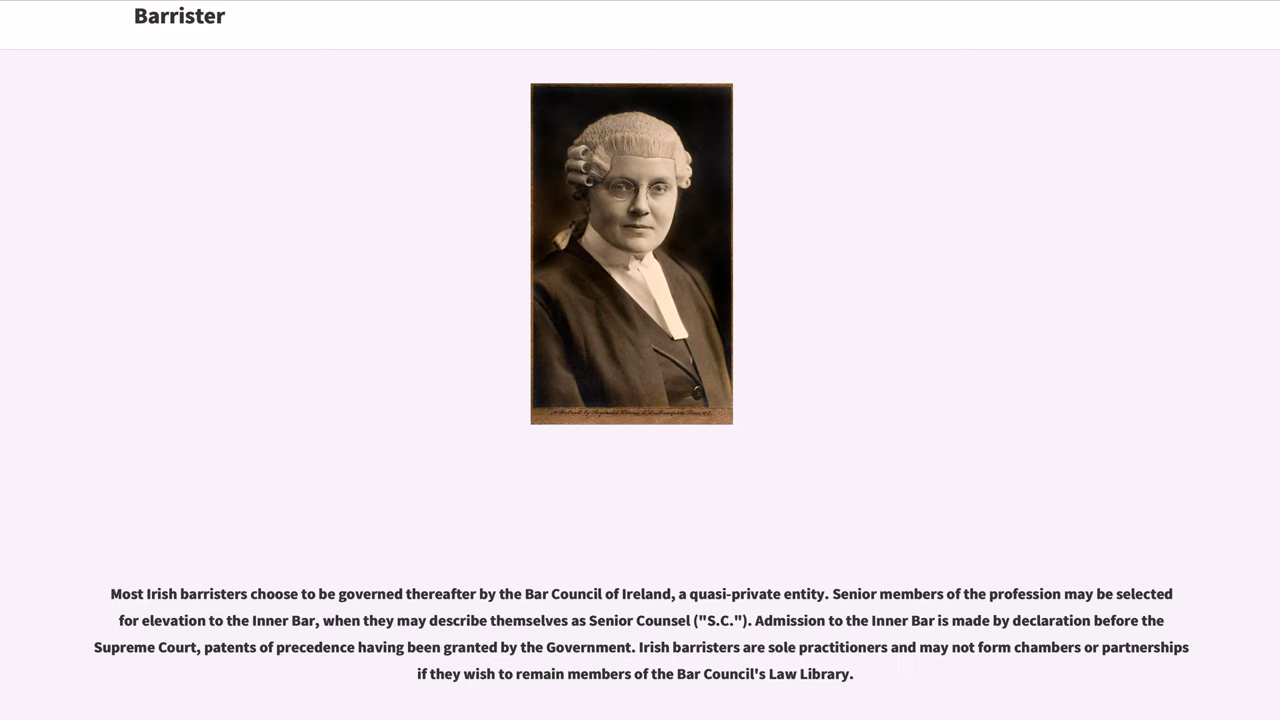 Barrister
Most Irish barristers choose to be governed thereafter by the Bar Council of Ireland, a quasi-private entity. Senior members of the profession may be selected
for elevation to the Inner Bar, when they may describe themselves as Senior Counsel ("S.C."). Admission to the Inner Bar is made by declaration before the
Supreme Court, patents of precedence having been granted by the Government. Irish barristers are sole practitioners and may not form chambers or partnerships
if they wish to remain members of the Bar Council's Law Library.